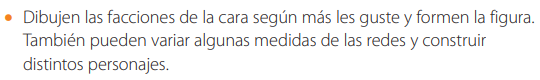 • Dibujen las facciones de la cara según más les guste y formen la figura.
También pueden variar algunas medidas de las redes y construir
distintos personajes.